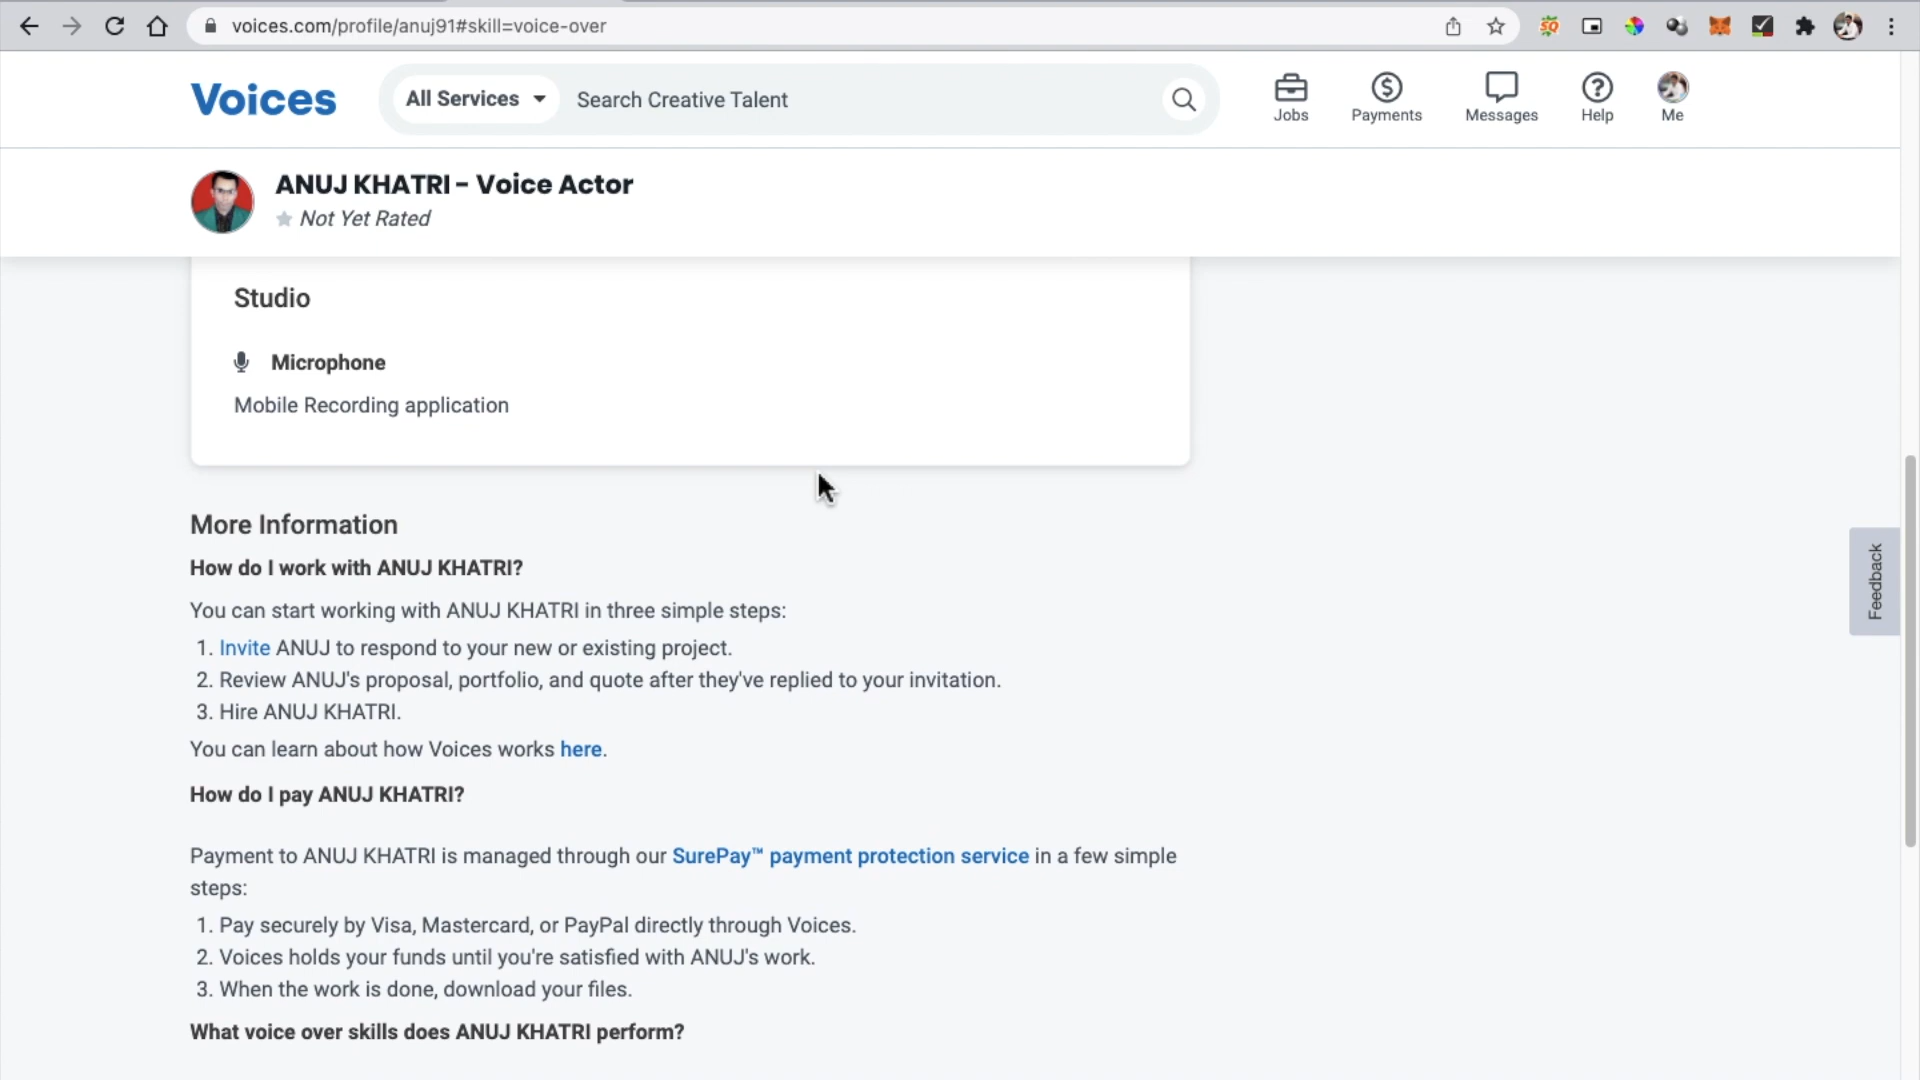 voices.com/profile/anuj91#skill=voice-over
SQ
Voices
All Services
Search Creative Talent
Jobs
Payments
Messages
Help
Me
ANUJ KHATRI - Voice Actor
Not Yet Rated
Studio
Microphone
Mobile Recording application
More Information
How do I work with ANUJ KHATRI?
You can start working with ANUJ KHATRI in three simple steps:
1. Invite ANUJ to respond to your new or existing project.
2. Review ANUJ's proposal, portfolio, and quote after they've replied to your invitation.
3. Hire ANUJ KHATRI.
You can learn about how Voices works here.
How do I pay ANUJ KHATRI?
Payment to ANUJ KHATRI is managed through our SurePay™ payment protection service in a few simple
steps:
1. Pay securely by Visa, Mastercard, or PayPal directly through Voices.
2. Voices holds your funds until you're satisfied with ANUJ's work.
3. When the work is done, download your files.
What voice over skills does ANUJ KHATRI perform?
Feedback